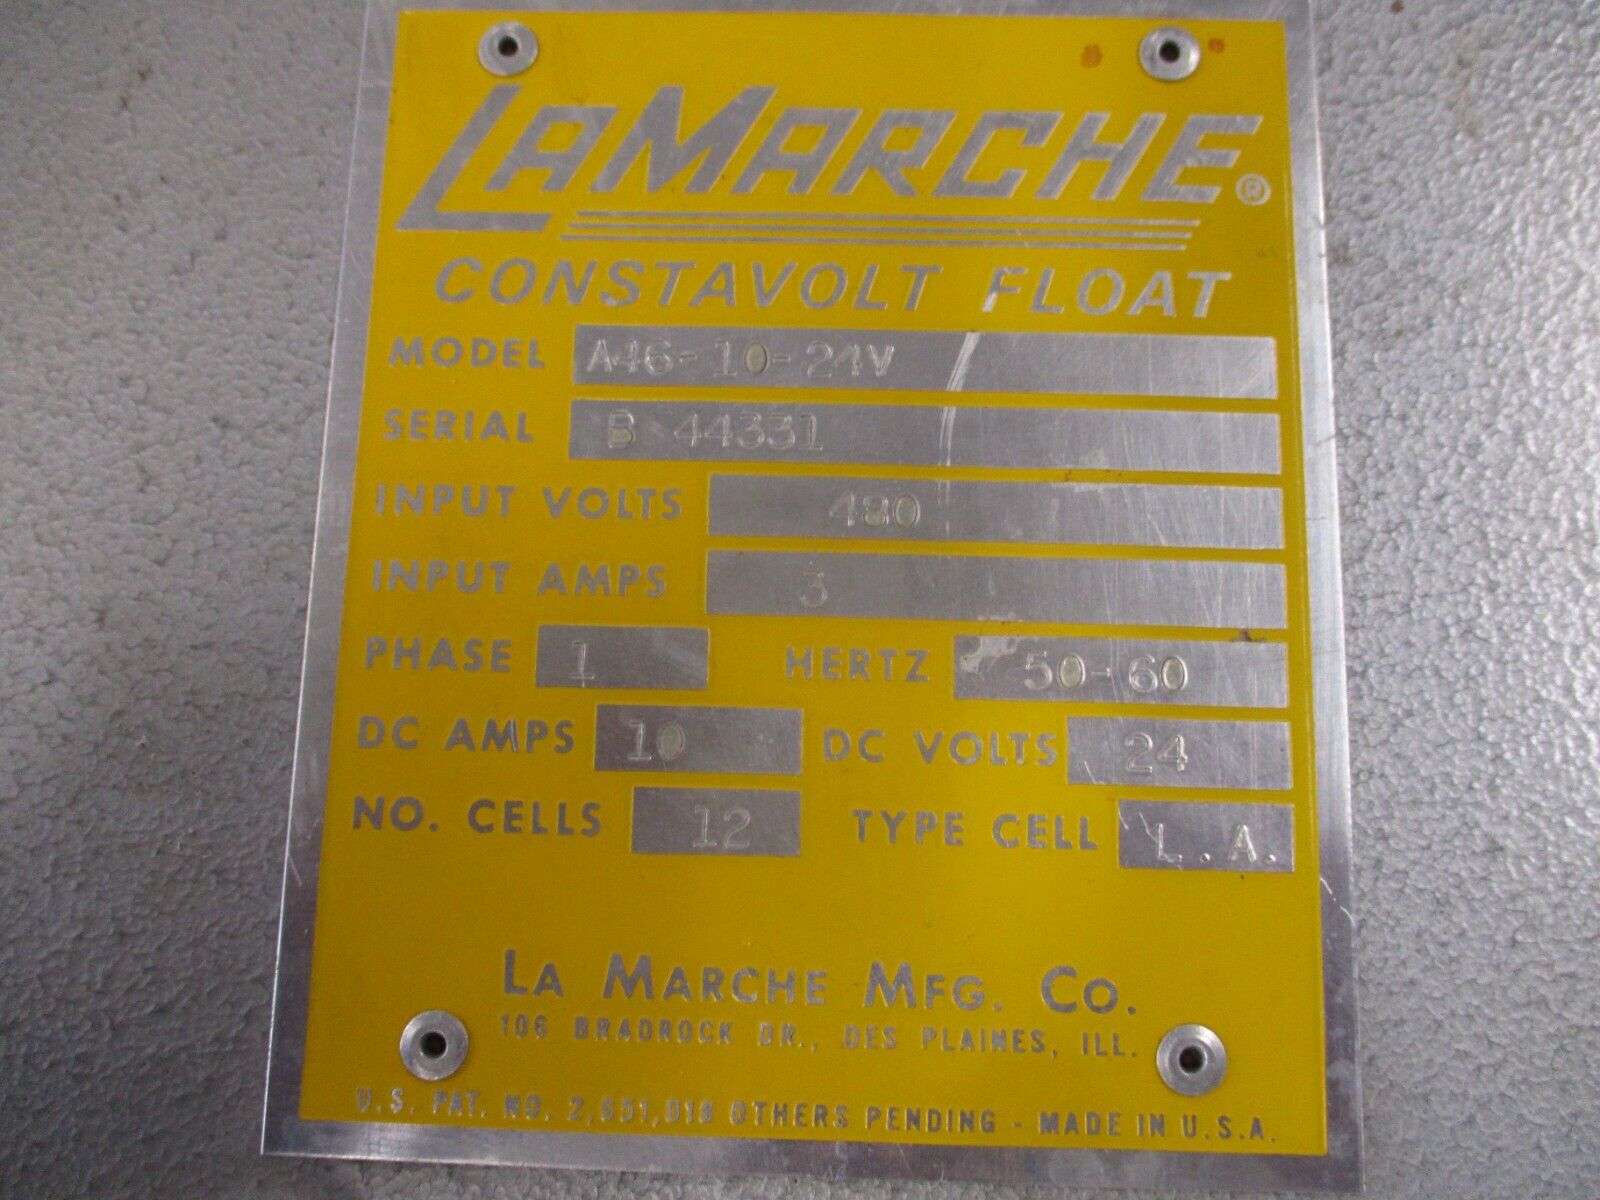 LAMARCHE®
CONSTAVOLT FLOAT
MODEL A46-10-24V
SERIAL B 44331
INPUT VOLTS 480
INPUT AMPS 3
PHASE 1 HERTZ 50-60
DC AMPS 10 DC VOLTS 24
NO. CELLS 12 TYPE CELL L.A.
LA MARCHE MFG. CO.
106 BRADROCK DR., DES PLAINES, ILL.
U.S. PAT. NO. 2,651,018 OTHERS PENDING - MADE IN U.S.A.